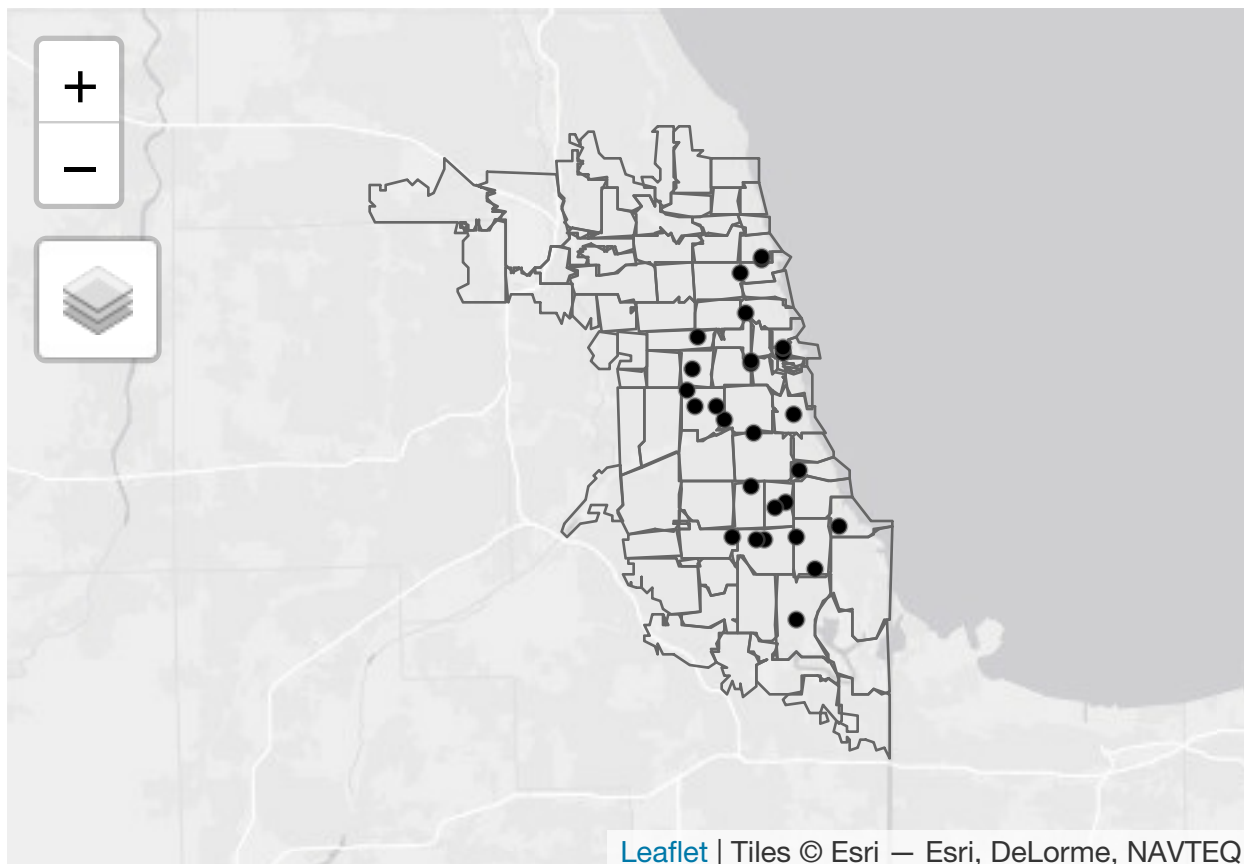 +
−
Leaflet | Tiles © Esri — Esri, DeLorme, NAVTEQ